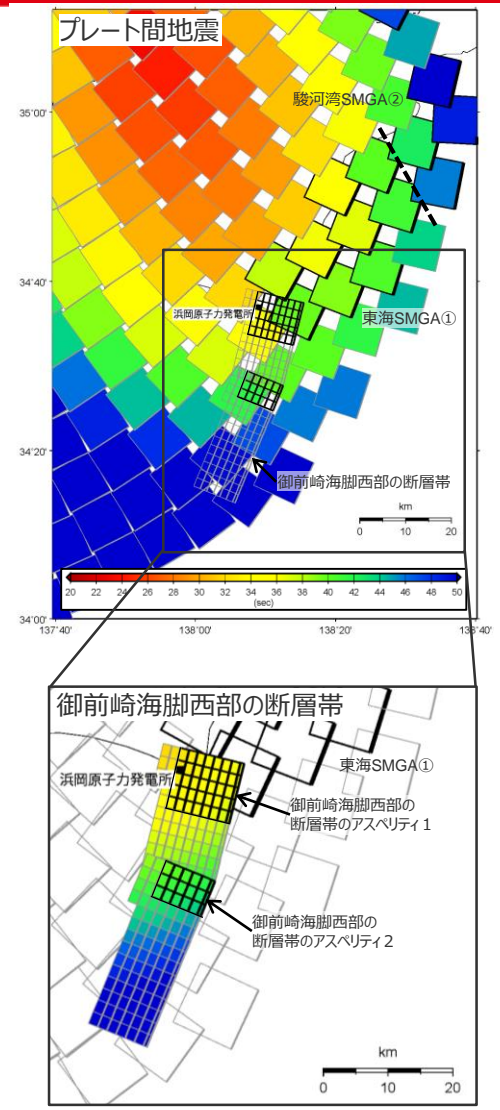 プレート間地震
駿河湾SMGA②
35°00'
34°40'
浜岡原子力発電所
東海SMGA①
34°20'
御前崎海脚西部の断層帯
km
0 10 20
20 22 24 26 28 30 32 34 36 38 40 42 44 46 48 50
(sec)
34°00'
137°40' 138°00' 138°20' 138°40'
御前崎海脚西部の断層帯
東海SMGA①
浜岡原子力発電所
御前崎海脚西部の
断層帯のアスペリティ1
御前崎海脚西部の
断層帯のアスペリティ2
km
0 10 20